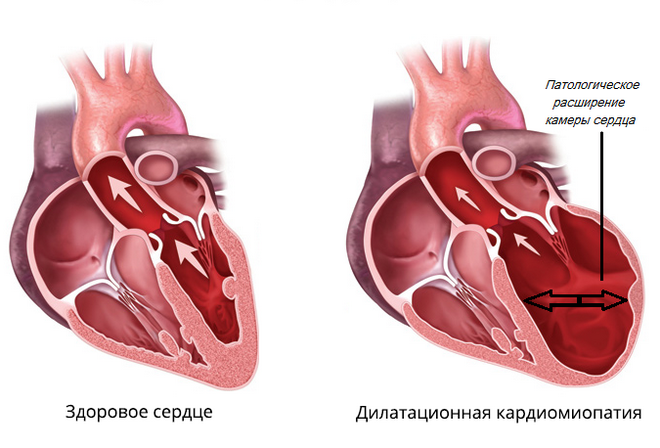 Патологическое
расширение
камеры сердца
Здоровое сердце
Дилатационная кардиомиопатия